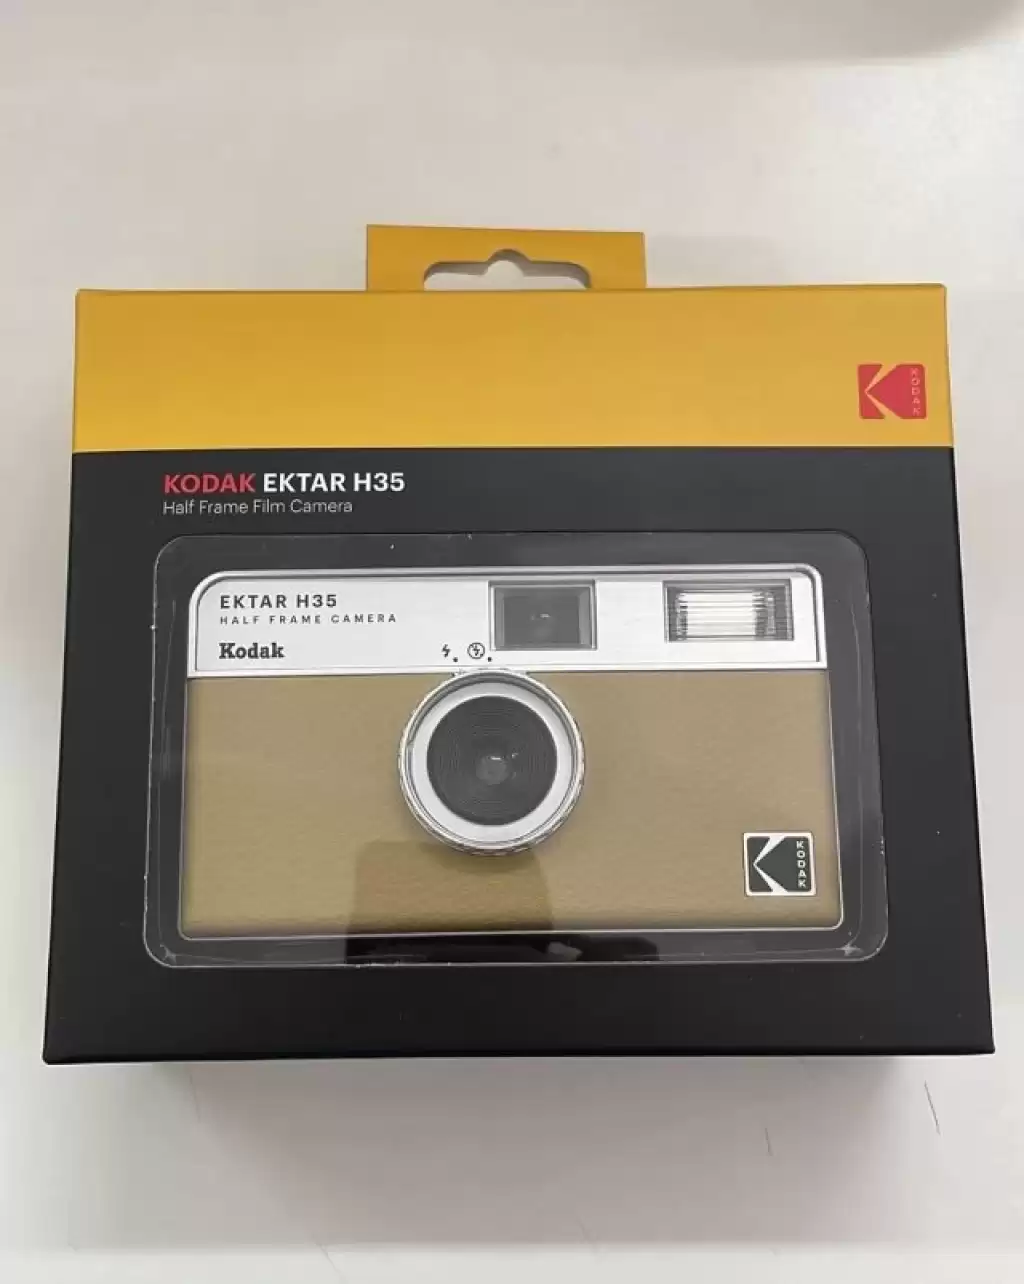 KODAK
KODAK EKTAR H35
Half Frame Film Camera
EKTAR H35
HALF FRAME CAMERA
Kodak
KODAK